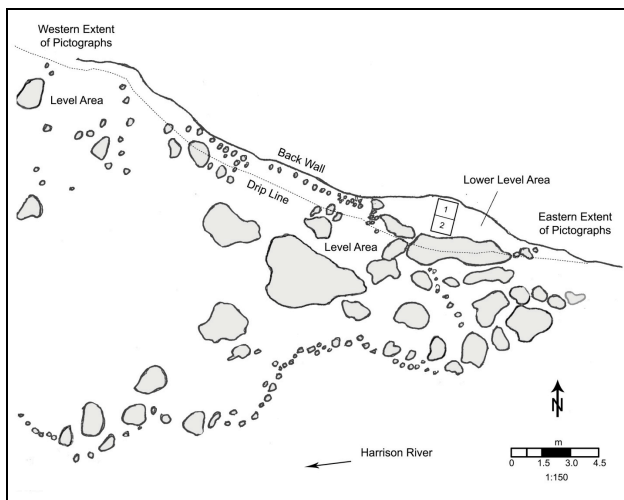 Western Extent
of Pictographs
Level Area
Back Wall
Drip Line
Lower Level Area
1
2
Eastern Extent
of Pictographs
Level Area
N
Harrison River
m
0 1.5 3.0 4.5
1:150